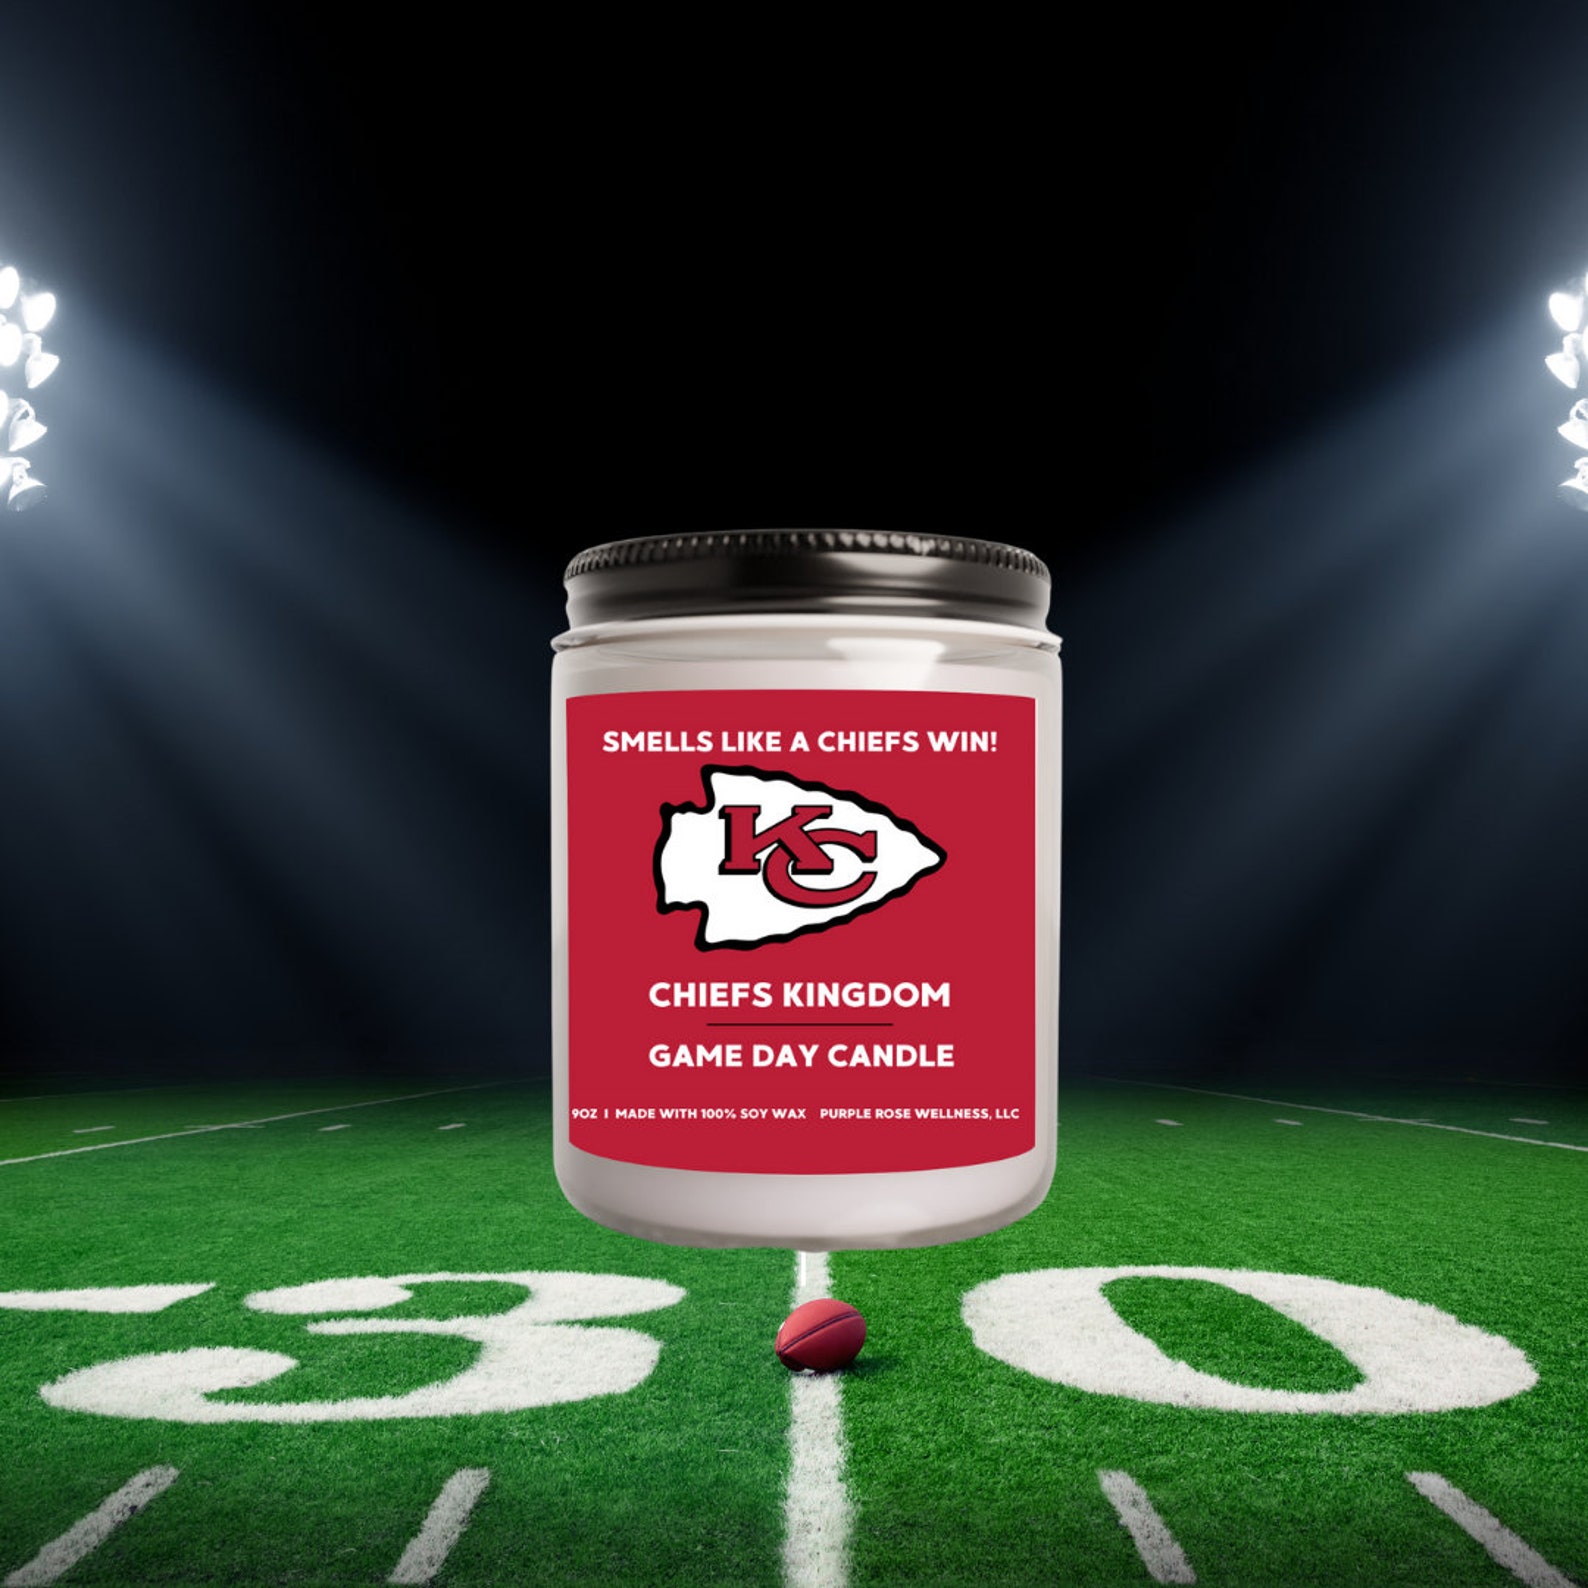 SMELLS LIKE A CHIEFS WIN!
KC
CHIEFS KINGDOM
GAME DAY CANDLE
9OZ I MADE WITH 100% SOY WAX PURPLE ROSE WELLNESS, LLC
30